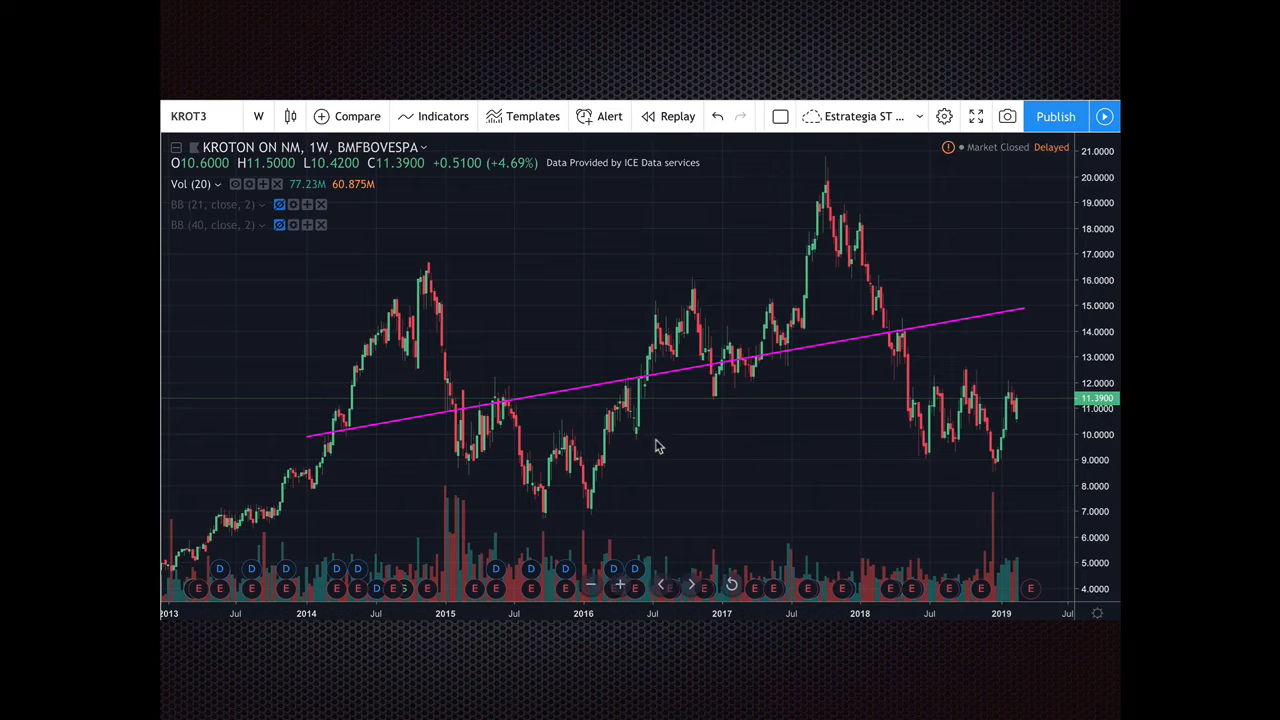 KROT3 W Compare Indicators Templates Alert Replay Estrategia ST ... Publish
KROTON ON NM, 1W, BMFBOVESPA
Market Closed Delayed
O10.6000 H11.5000 L10.4200 C11.3900 +0.5100 (+4.69%) Data Provided by ICE Data services
Vol (20) 77.23M 60.875M
BB (21, close, 2)
BB (40, close, 2)
21.0000
20.0000
19.0000
18.0000
17.0000
16.0000
15.0000
14.0000
13.0000
12.0000
11.3900
11.0000
10.0000
9.0000
8.0000
7.0000
6.0000
5.0000
4.0000
D D D D D D D D D D
E E E E E E D S E E E E E E E E E E E E E E E E E
2013 Jul 2014 Jul 2015 Jul 2016 Jul 2017 Jul 2018 Jul 2019 Jul